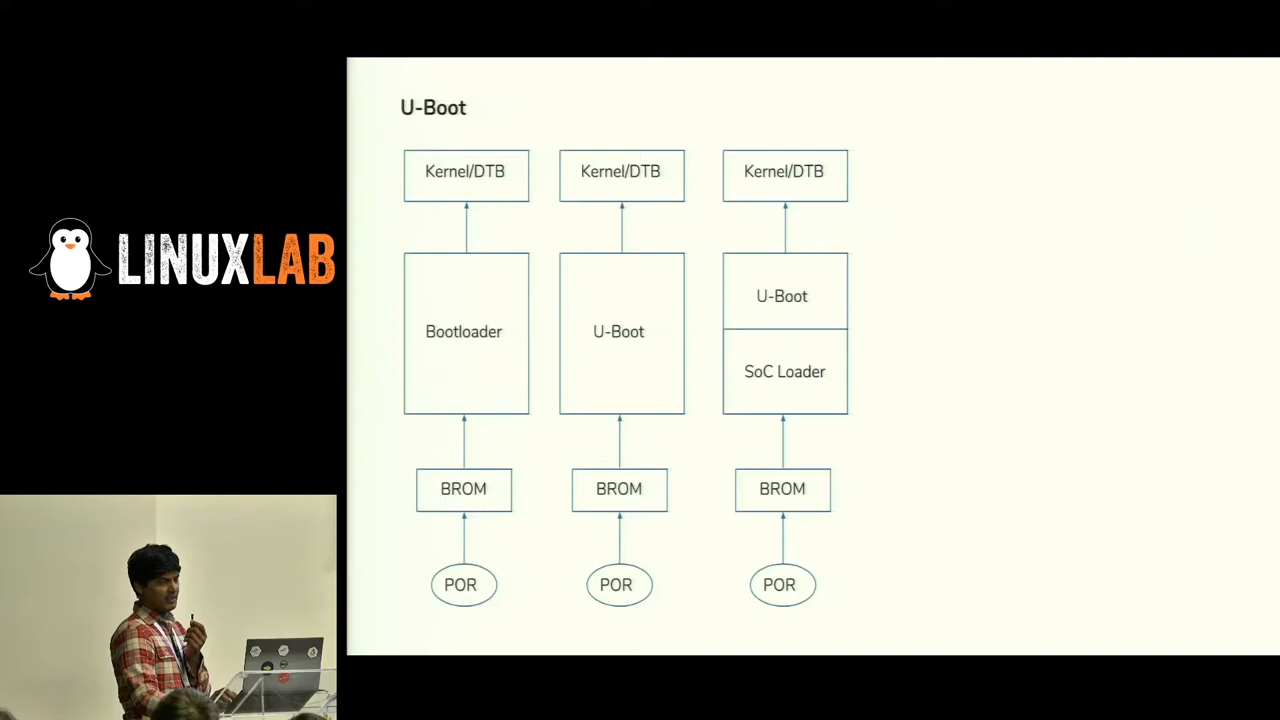 U-Boot
Kernel/DTB
Kernel/DTB
Kernel/DTB
Bootloader
U-Boot
U-Boot
SoC Loader
BROM
BROM
BROM
POR
POR
POR
LINUXLAB